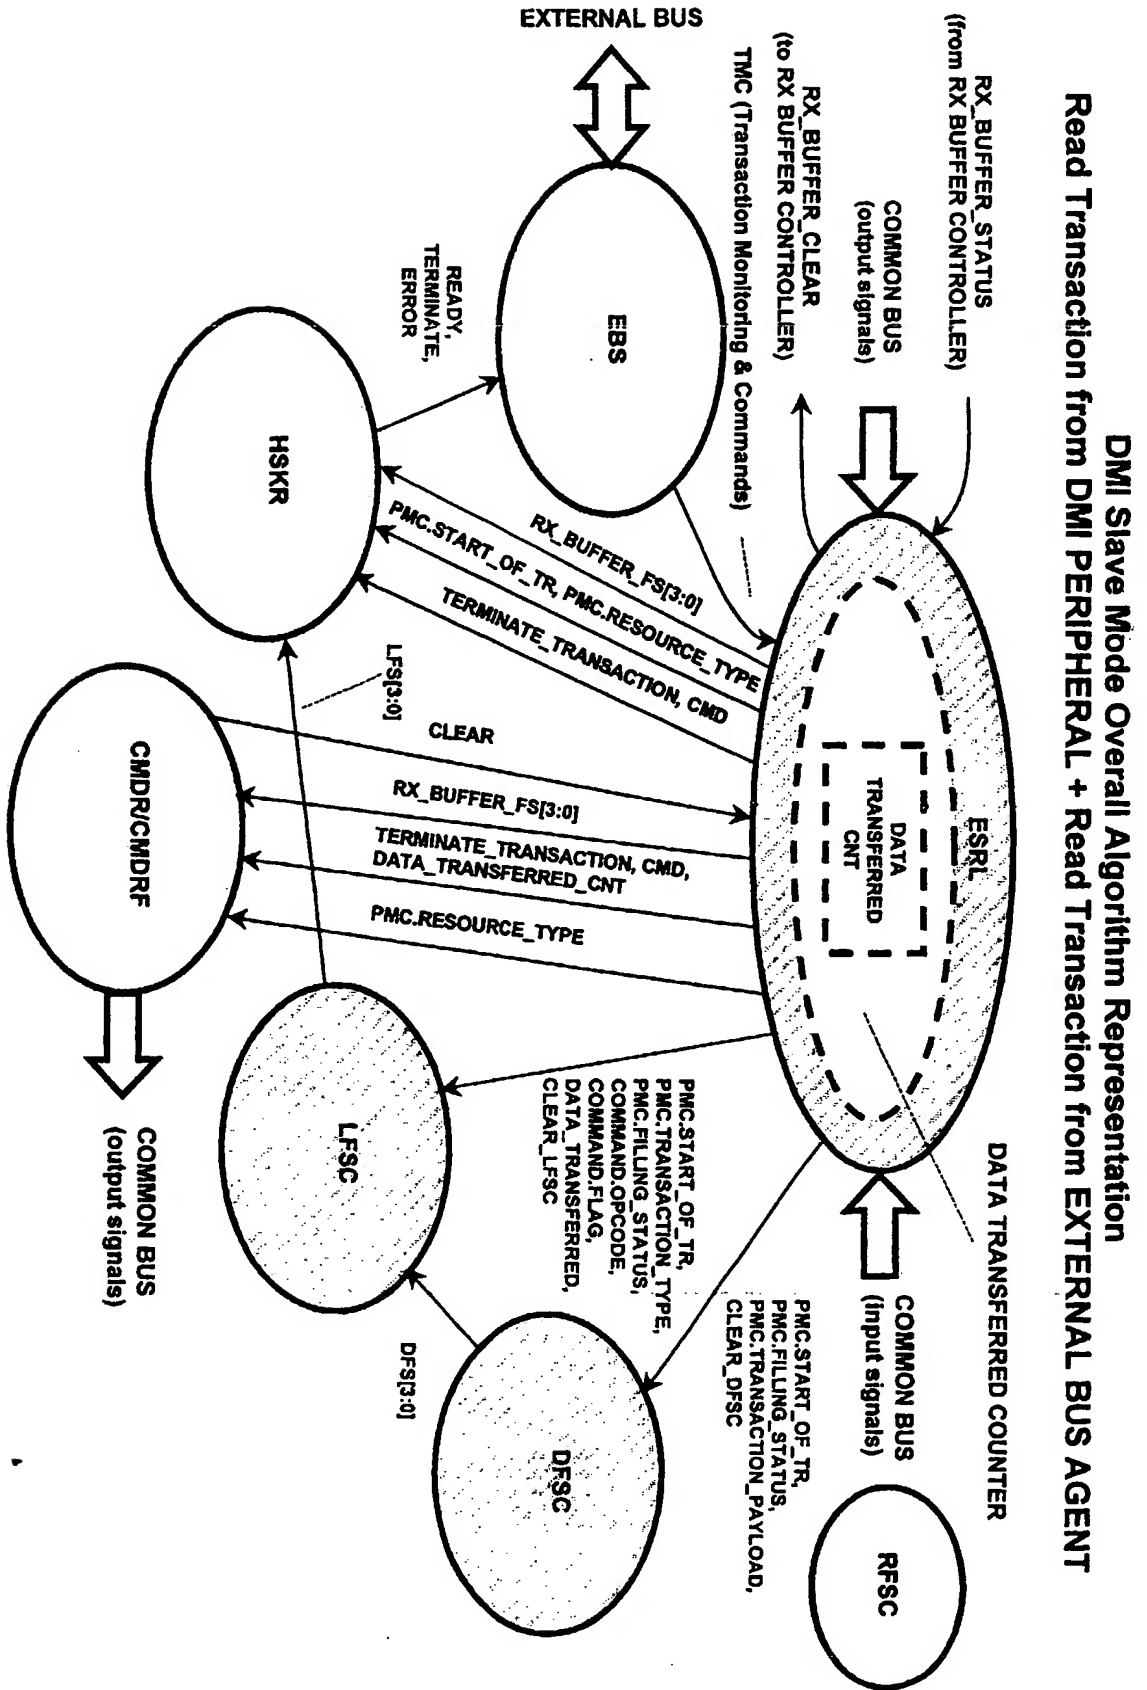 DMI Slave Mode Overall Algorithm Representation
Read Transaction from DMI PERIPHERAL + Read Transaction from EXTERNAL BUS AGENT
RX_BUFFER_STATUS
(from RX BUFFER CONTROLLER)
COMMON BUS
(output signals)
RX_BUFFER_CLEAR
(to RX BUFFER CONTROLLER)
TMC (Transaction Monitoring & Commands)
EXTERNAL BUS
EBS
READY,
TERMINATE,
ERROR
HSKR
ESRL
DATA
TRANSFERRED
CNT
DATA TRANSFERRED COUNTER
COMMON BUS
(input signals)
RFSC
RX_BUFFER_FS[3:0]
PMC.START_OF_TR, PMC.RESOURCE_TYPE
TERMINATE_TRANSACTION, CMD
LFS[3:0]
CLEAR
RX_BUFFER_FS[3:0]
TERMINATE_TRANSACTION, CMD,
DATA_TRANSFERRED_CNT
PMC.RESOURCE_TYPE
CMDR/CMDRF
COMMON BUS
(output signals)
PMC.START_OF_TR,
PMC.TRANSACTION_TYPE,
PMC.FILLING_STATUS,
COMMAND.OPCODE,
COMMAND.FLAG,
DATA_TRANSFERRED,
CLEAR_LFSC
LFSC
PMC.START_OF_TR,
PMC.FILLING_STATUS,
PMC.TRANSACTION_PAYLOAD,
CLEAR_DFSC
DFSC
DFS[3:0]